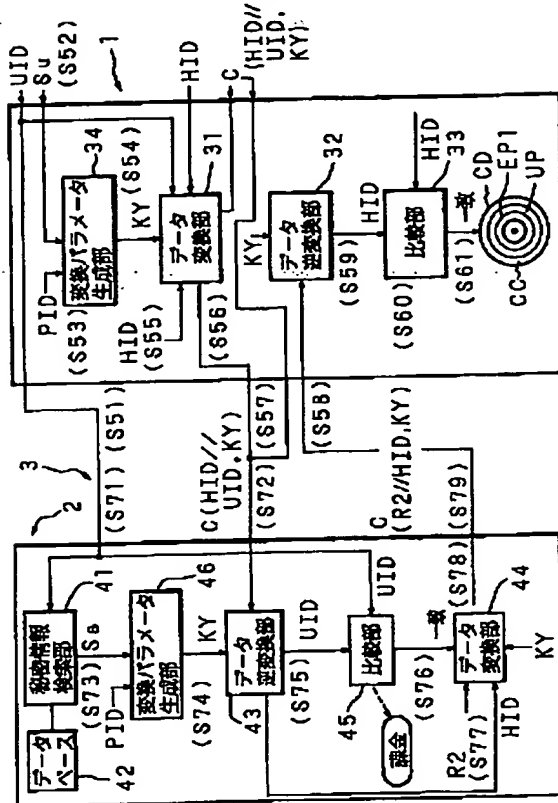 2
3
1
データベース
42
秘密情報検索部
41
Ss
(S73)
PID
変換パラメータ生成部
46
KY
(S74)
データ逆変換部
43
UID
(S75)
比較部
45
課金
UID
一致
(S76)
R2
(S77)
データ変換部
44
(S78)
HID
KY
(S71)
(S51)
C(HID//
UID.KY)
(S72)
(S57)
C
(R2//HID.KY)
(S79)
(S58)
UID
Su
(S52)
PID
(S53)
変換パラメータ生成部
34
KY
(S54)
HID
(S55)
データ変換部
31
(S56)
HID
C
(HID//
UID.
KY)
KY
データ逆変換部
32
HID
(S59)
比較部
33
HID
(S60)
一致
(S61)
CC
CD
EP1
UP